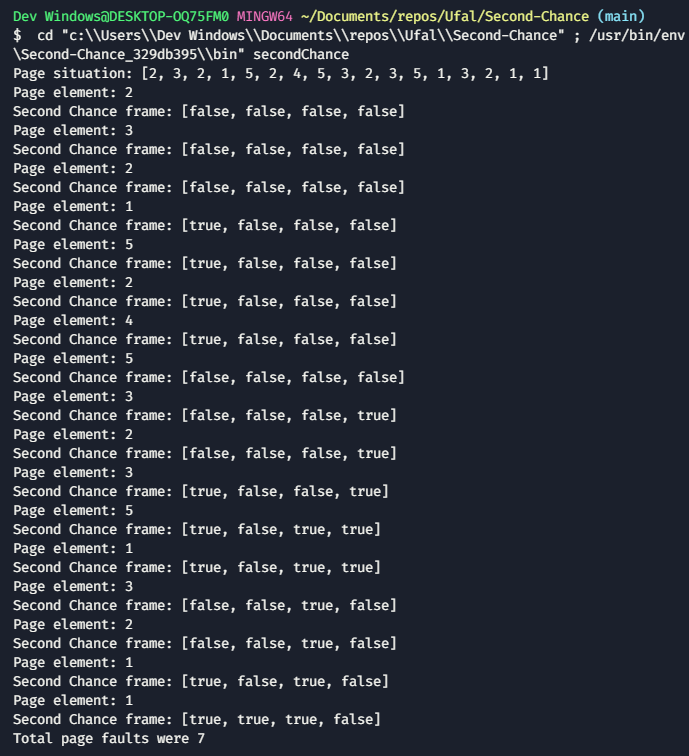 Dev Windows@DESKTOP-OQ75FM0 MINGW64 ~/Documents/repos/Ufal/Second-Chance (main)
$  cd "c:\\Users\\Dev Windows\\Documents\\repos\\Ufal\\Second-Chance" ; /usr/bin/env
\Second-Chance_329db395\\bin" secondChance
Page situation: [2, 3, 2, 1, 5, 2, 4, 5, 3, 2, 3, 5, 1, 3, 2, 1, 1]
Page element: 2
Second Chance frame: [false, false, false, false]
Page element: 3
Second Chance frame: [false, false, false, false]
Page element: 2
Second Chance frame: [false, false, false, false]
Page element: 1
Second Chance frame: [true, false, false, false]
Page element: 5
Second Chance frame: [true, false, false, false]
Page element: 2
Second Chance frame: [true, false, false, false]
Page element: 4
Second Chance frame: [true, false, false, false]
Page element: 5
Second Chance frame: [false, false, false, false]
Page element: 3
Second Chance frame: [false, false, false, true]
Page element: 2
Second Chance frame: [false, false, false, true]
Page element: 3
Second Chance frame: [true, false, false, true]
Page element: 5
Second Chance frame: [true, false, true, true]
Page element: 1
Second Chance frame: [true, false, true, true]
Page element: 3
Second Chance frame: [false, false, true, false]
Page element: 2
Second Chance frame: [false, false, true, false]
Page element: 1
Second Chance frame: [true, false, true, false]
Page element: 1
Second Chance frame: [true, true, true, false]
Total page faults were 7